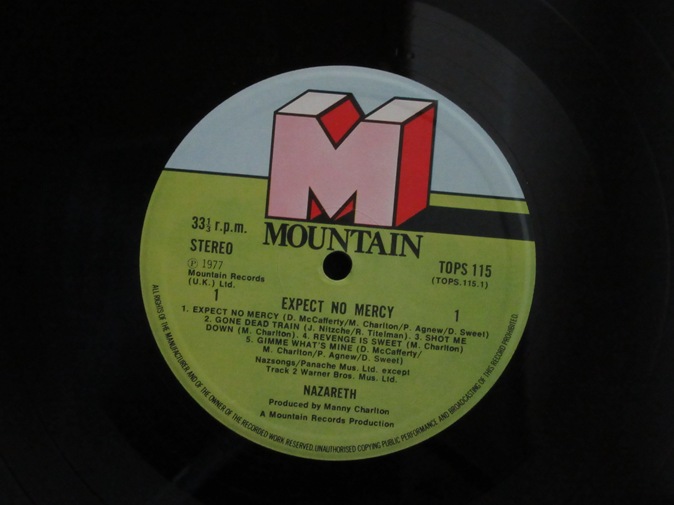 M
MOUNTAIN
33⅓ r.p.m.
STEREO
Ⓟ 1977
Mountain Records
(U.K.) Ltd.
1
TOPS 115
(TOPS.115.1)
1
EXPECT NO MERCY
1. EXPECT NO MERCY (D. McCafferty/M. Charlton/P. Agnew/D. Sweet)
2. GONE DEAD TRAIN (J. Nitzche/R. Titelman). 3. SHOT ME
DOWN (M. Charlton). 4. REVENGE IS SWEET (M. Charlton)
5. GIMME WHAT'S MINE (D. McCafferty/
M. Charlton/P. Agnew/D. Sweet)
Nazsongs/Panache Mus. Ltd. except
Track 2 Warner Bros. Mus. Ltd.
NAZARETH
Produced by Manny Charlton
A Mountain Records Production
ALL RIGHTS OF THE MANUFACTURER AND OF THE OWNER OF THE RECORDED WORK RESERVED. UNAUTHORISED COPYING PUBLIC PERFORMANCE AND BROADCASTING OF THIS RECORD PROHIBITED.